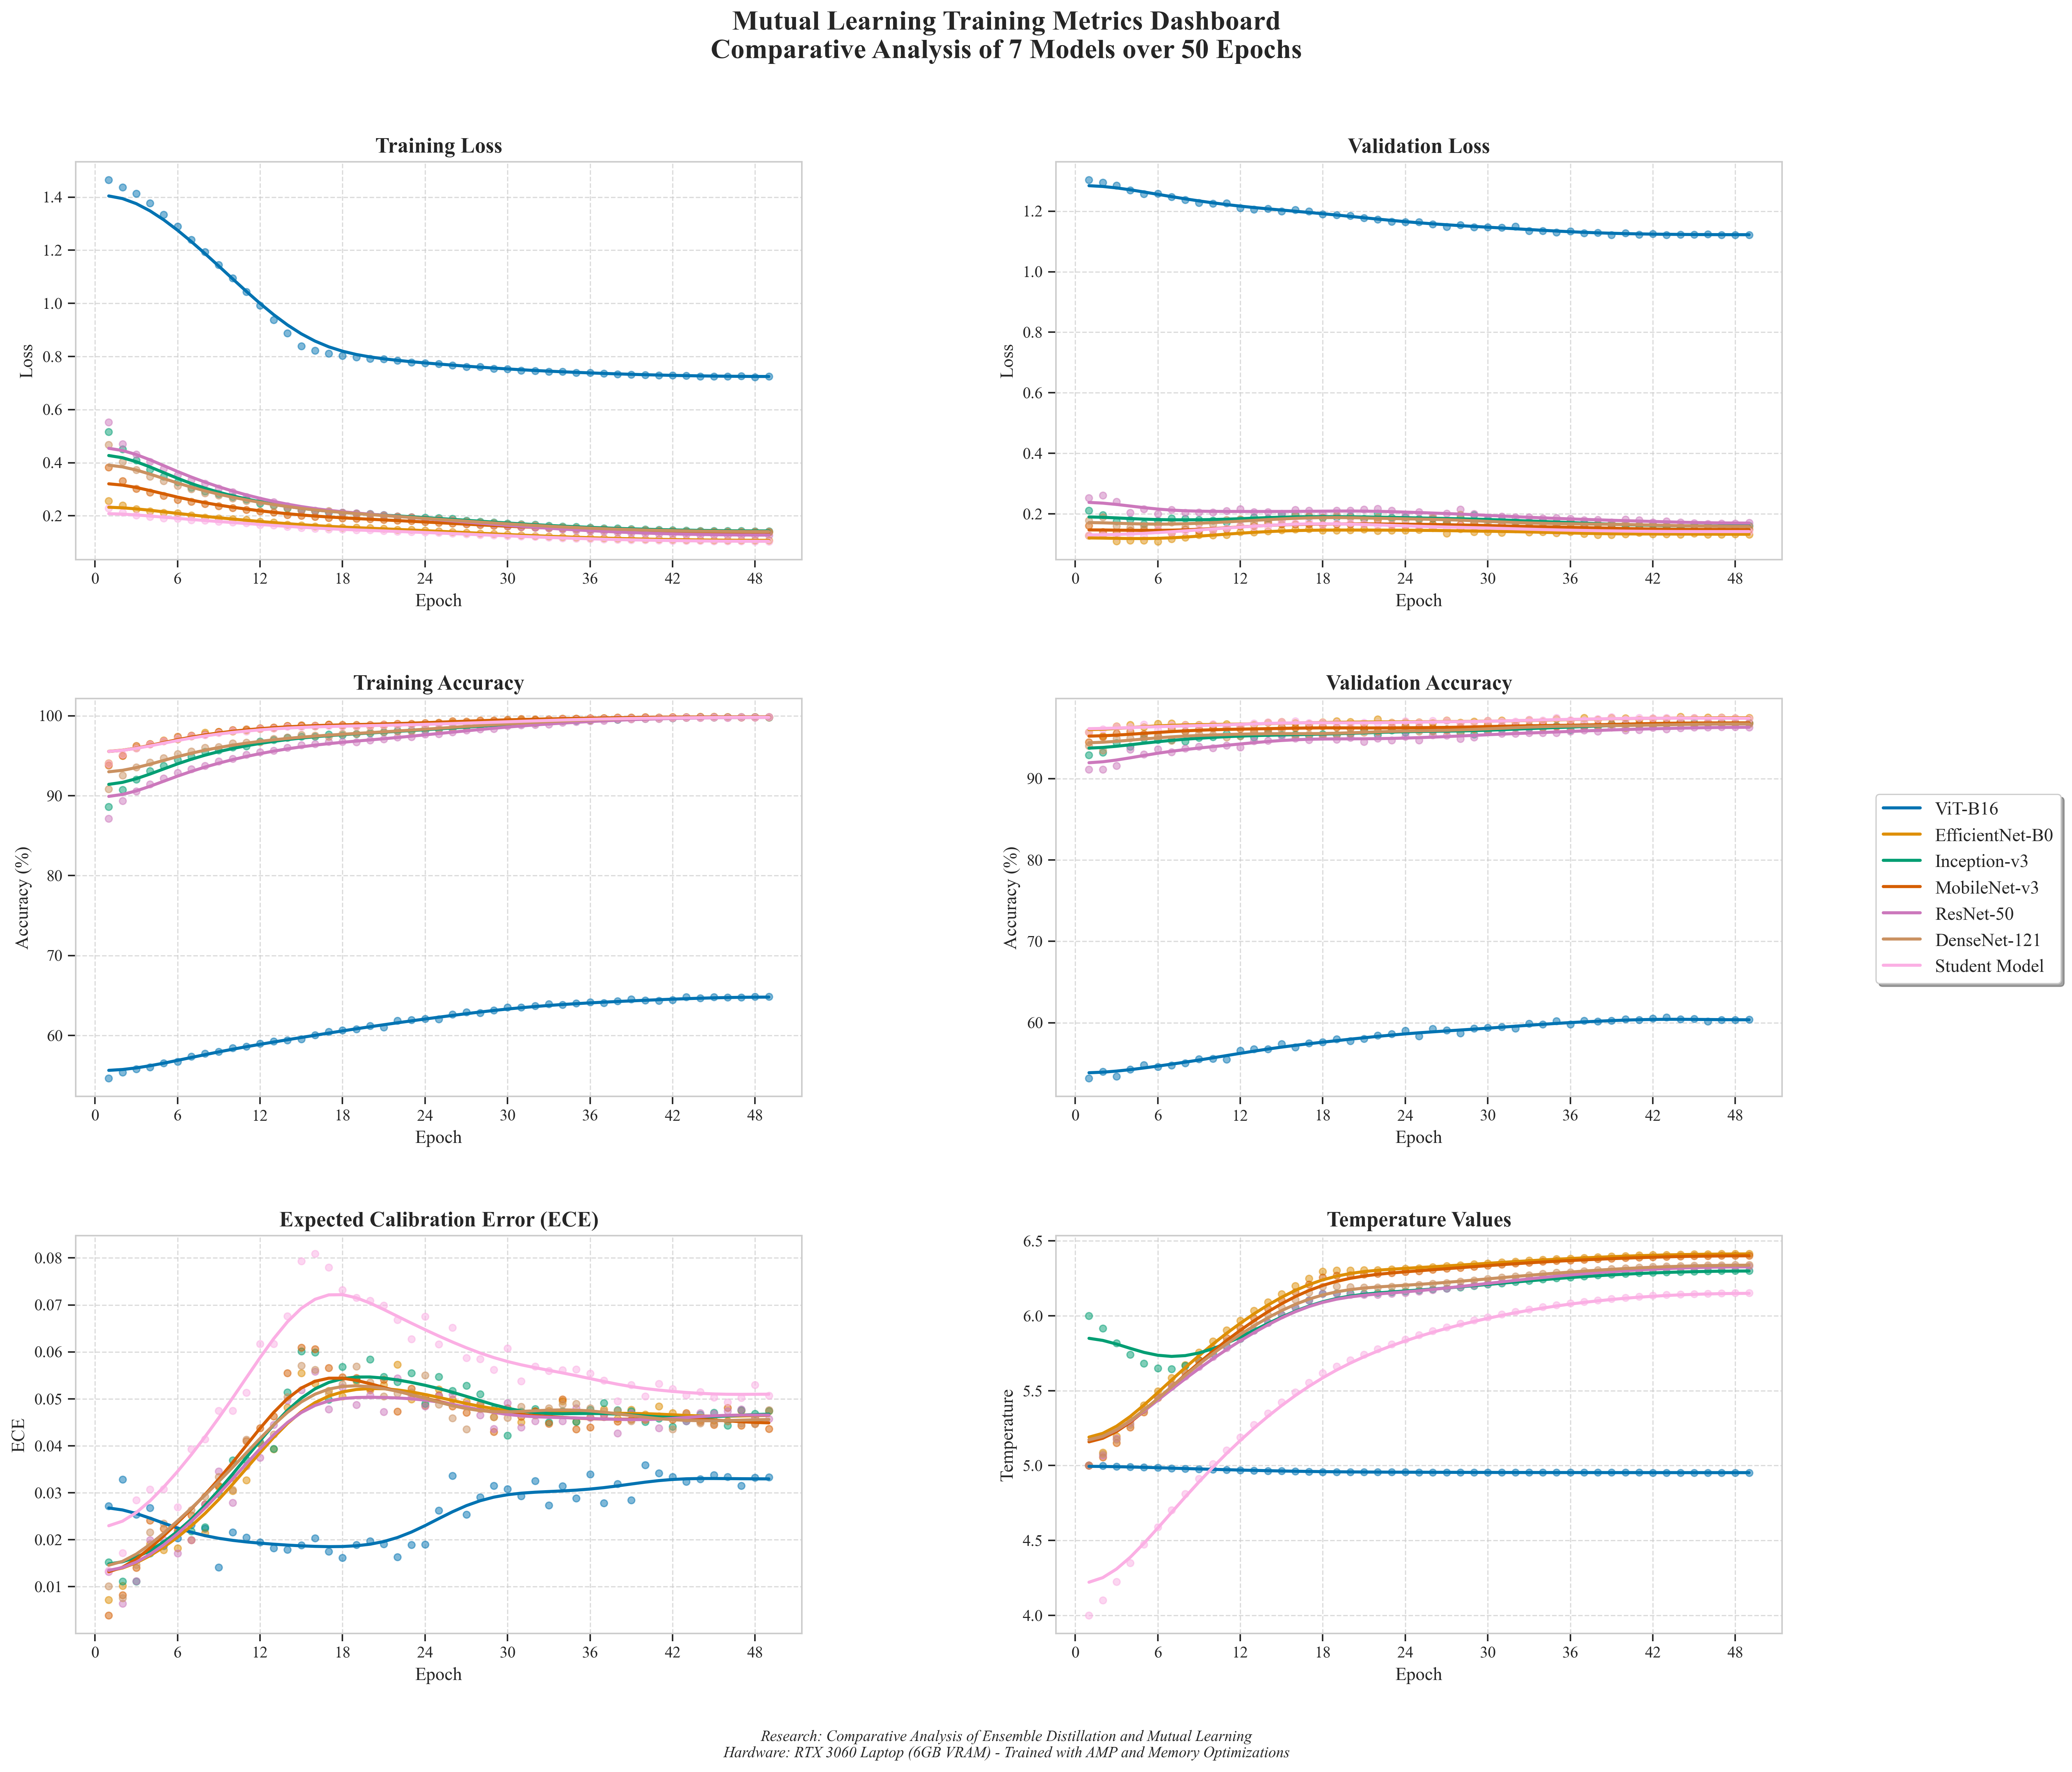 Mutual Learning Training Metrics Dashboard
Comparative Analysis of 7 Models over 50 Epochs
Training Loss
Loss
1.4
1.2
1.0
0.8
0.6
0.4
0.2
0 6 12 18 24 30 36 42 48
Epoch
Validation Loss
Loss
1.2
1.0
0.8
0.6
0.4
0.2
0 6 12 18 24 30 36 42 48
Epoch
Training Accuracy
Accuracy (%)
100
90
80
70
60
0 6 12 18 24 30 36 42 48
Epoch
Validation Accuracy
Accuracy (%)
90
80
70
60
0 6 12 18 24 30 36 42 48
Epoch
ViT-B16
EfficientNet-B0
Inception-v3
MobileNet-v3
ResNet-50
DenseNet-121
Student Model
Expected Calibration Error (ECE)
ECE
0.08
0.07
0.06
0.05
0.04
0.03
0.02
0.01
0 6 12 18 24 30 36 42 48
Epoch
Temperature Values
Temperature
6.5
6.0
5.5
5.0
4.5
4.0
0 6 12 18 24 30 36 42 48
Epoch
Research: Comparative Analysis of Ensemble Distillation and Mutual Learning
Hardware: RTX 3060 Laptop (6GB VRAM) - Trained with AMP and Memory Optimizations